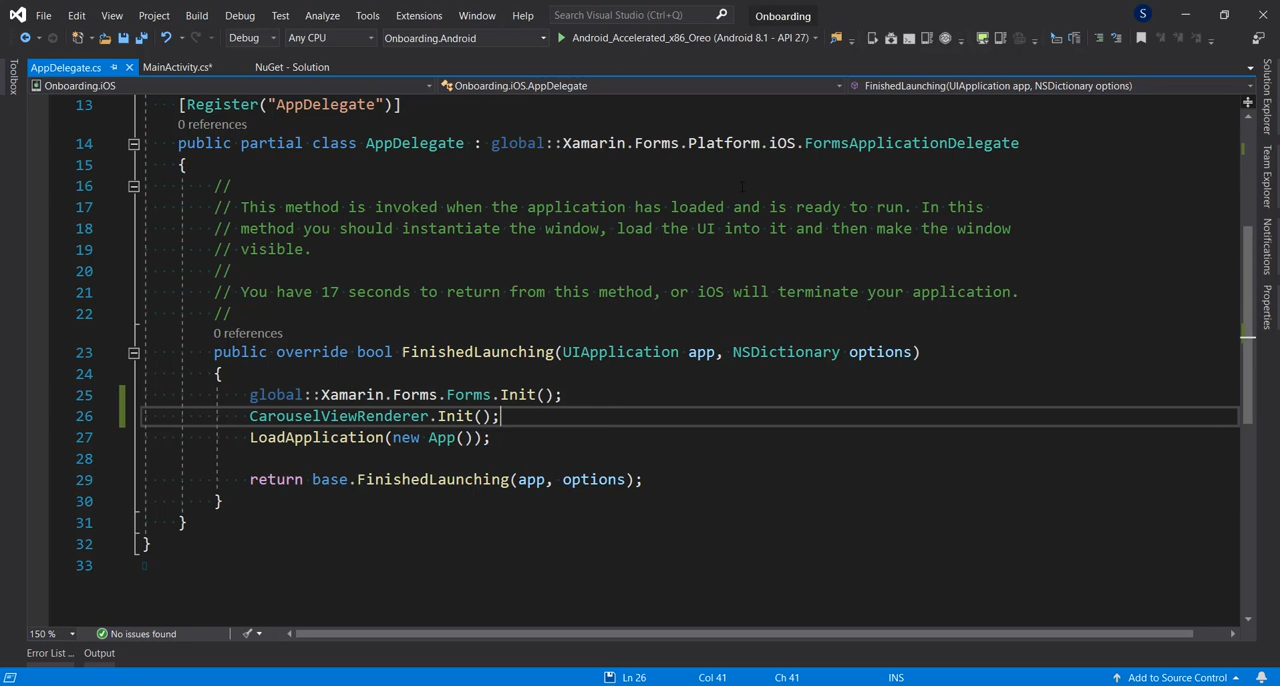 File Edit View Project Build Debug Test Analyze Tools Extensions Window Help Search Visual Studio (Ctrl+Q) Onboarding S
Debug Any CPU Onboarding.Android Android_Accelerated_x86_Oreo (Android 8.1 - API 27)
AppDelegate.cs MainActivity.cs* NuGet - Solution
Onboarding.iOS Onboarding.iOS.AppDelegate FinishedLaunching(UIApplication app, NSDictionary options)
Toolbox
Solution Explorer
Team Explorer
Notifications
Properties
13 [Register("AppDelegate")]
0 references
14 public partial class AppDelegate : global::Xamarin.Forms.Platform.iOS.FormsApplicationDelegate
15 {
16 //
17 // This method is invoked when the application has loaded and is ready to run. In this
18 // method you should instantiate the window, load the UI into it and then make the window
19 // visible.
20 //
21 // You have 17 seconds to return from this method, or iOS will terminate your application.
22 //
0 references
23 public override bool FinishedLaunching(UIApplication app, NSDictionary options)
24 {
25 global::Xamarin.Forms.Forms.Init();
26 CarouselViewRenderer.Init();
27 LoadApplication(new App());
28
29 return base.FinishedLaunching(app, options);
30 }
31 }
32 }
33
150 % No issues found
Error List ... Output
Ln 26 Col 41 Ch 41 INS Add to Source Control